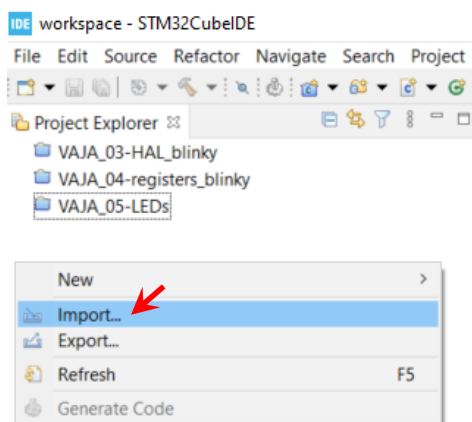 IDE workspace - STM32CubeIDE
File Edit Source Refactor Navigate Search Project
Project Explorer
VAJA_03-HAL_blinky
VAJA_04-registers_blinky
VAJA_05-LEDs
New
Import...
Export...
Refresh F5
Generate Code